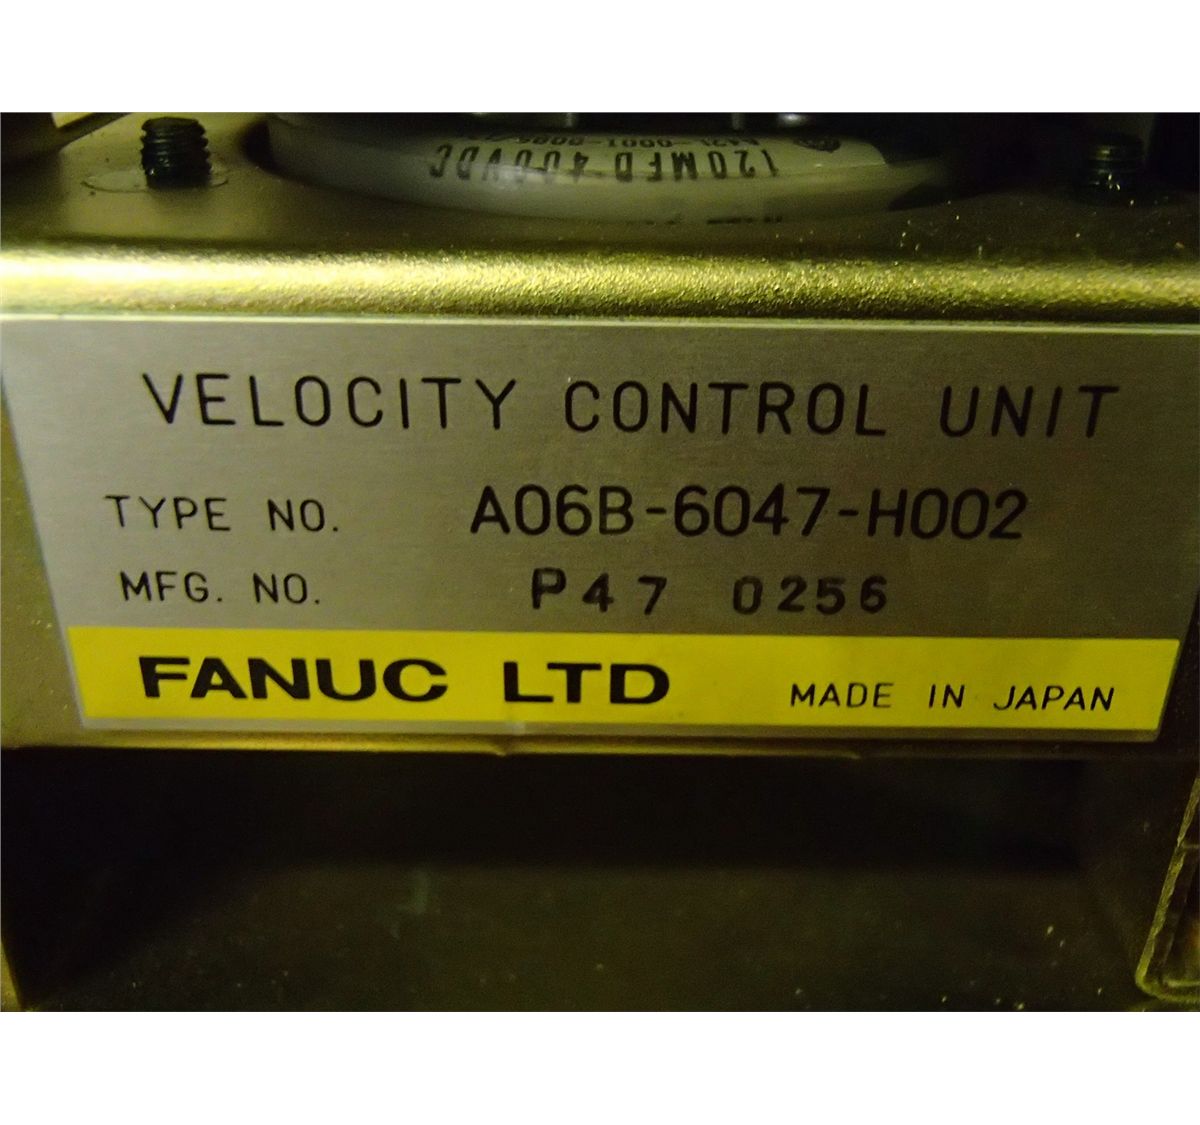 120MFD 400VDC
VELOCITY CONTROL UNIT
TYPE NO. A06B-6047-H002
MFG. NO. P47 0256
FANUC LTD MADE IN JAPAN